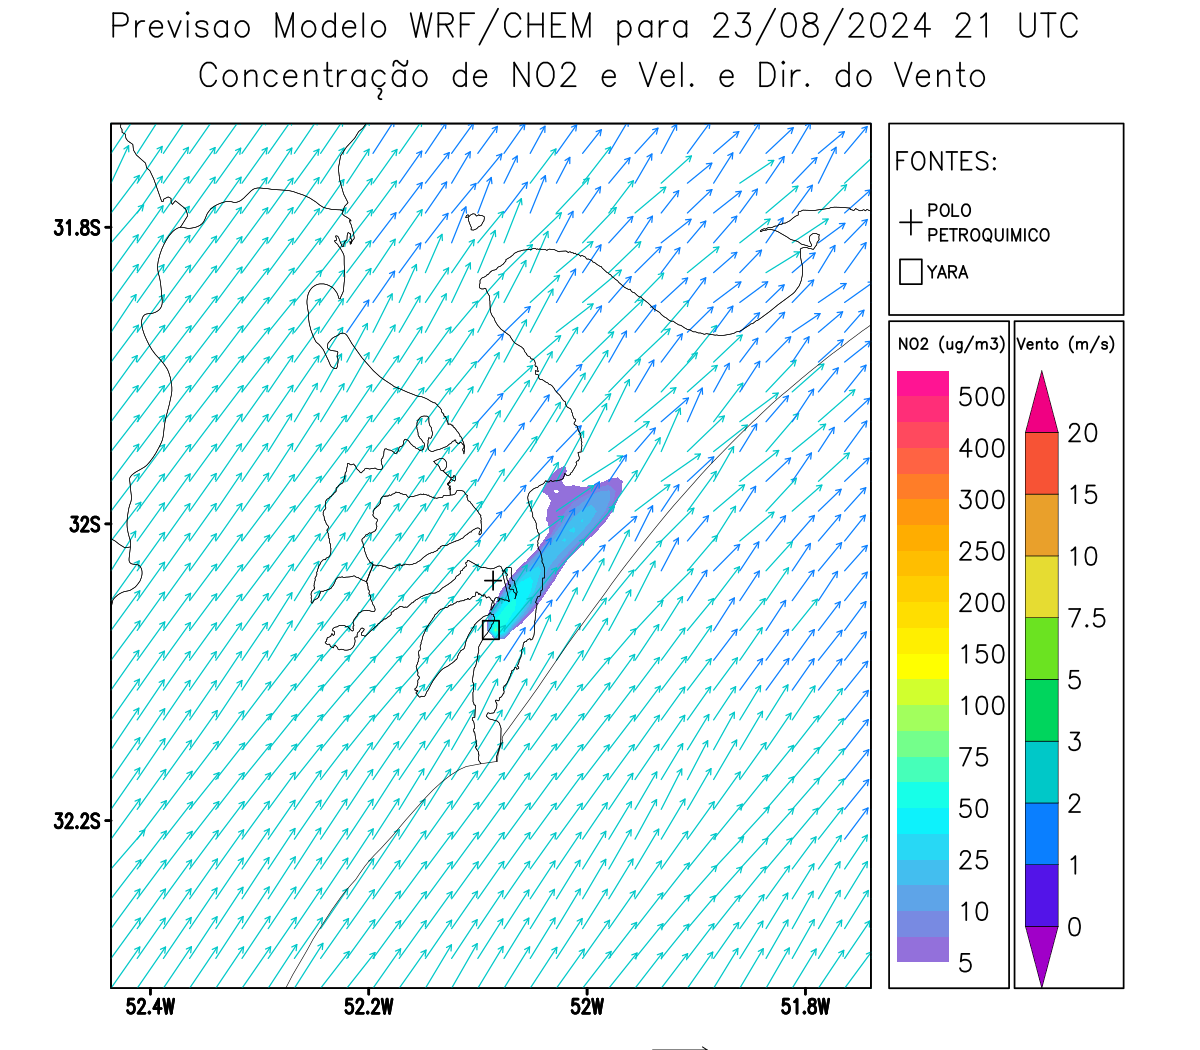 Previsao Modelo WRF/CHEM para 23/08/2024 21 UTC
Concentração de NO2 e Vel. e Dir. do Vento
FONTES:
POLO
PETROQUIMICO
YARA
NO2 (ug/m3)
500
400
300
250
200
150
100
75
50
25
10
5
Vento (m/s)
20
15
10
7.5
5
3
2
1
0
31.8S
32S
32.2S
52.4W
52.2W
52W
51.8W